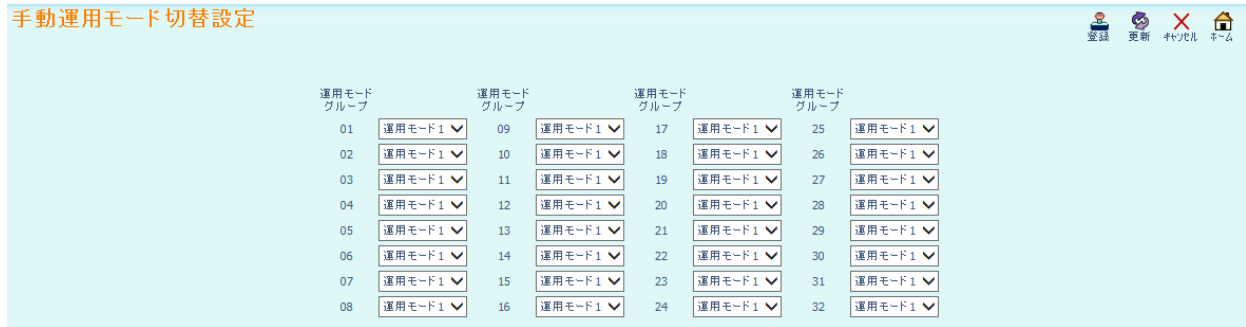 手動運用モード切替設定
登録 更新 キャンセル ホーム
運用モード 運用モード 運用モード 運用モード
グループ グループ グループ グループ
01 運用モード1 09 運用モード1 17 運用モード1 25 運用モード1
02 運用モード1 10 運用モード1 18 運用モード1 26 運用モード1
03 運用モード1 11 運用モード1 19 運用モード1 27 運用モード1
04 運用モード1 12 運用モード1 20 運用モード1 28 運用モード1
05 運用モード1 13 運用モード1 21 運用モード1 29 運用モード1
06 運用モード1 14 運用モード1 22 運用モード1 30 運用モード1
07 運用モード1 15 運用モード1 23 運用モード1 31 運用モード1
08 運用モード1 16 運用モード1 24 運用モード1 32 運用モード1